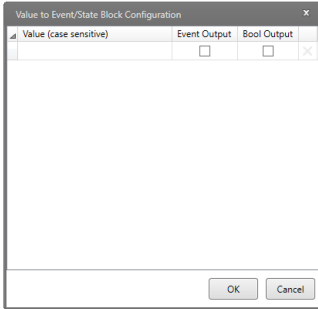 Value to Event/State Block Configuration x
Value (case sensitive) Event Output Bool Output
OK Cancel